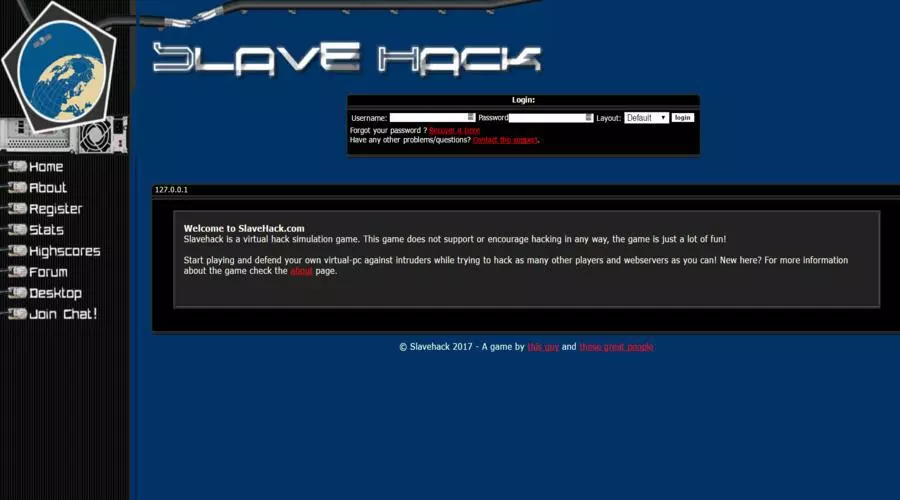 SLAVE HACK
Login:
Username: Password Layout: Default login
Forgot your password ? Recover it here
Have any other problems/questions? Contact the support.
Home
About
Register
Stats
Highscores
Forum
Desktop
Join Chat!
127.0.0.1
Welcome to SlaveHack.com
Slavehack is a virtual hack simulation game. This game does not support or encourage hacking in any way, the game is just a lot of fun!
Start playing and defend your own virtual-pc against intruders while trying to hack as many other players and webservers as you can! New here? For more information
about the game check the about page.
© Slavehack 2017 - A game by this guy and these great people